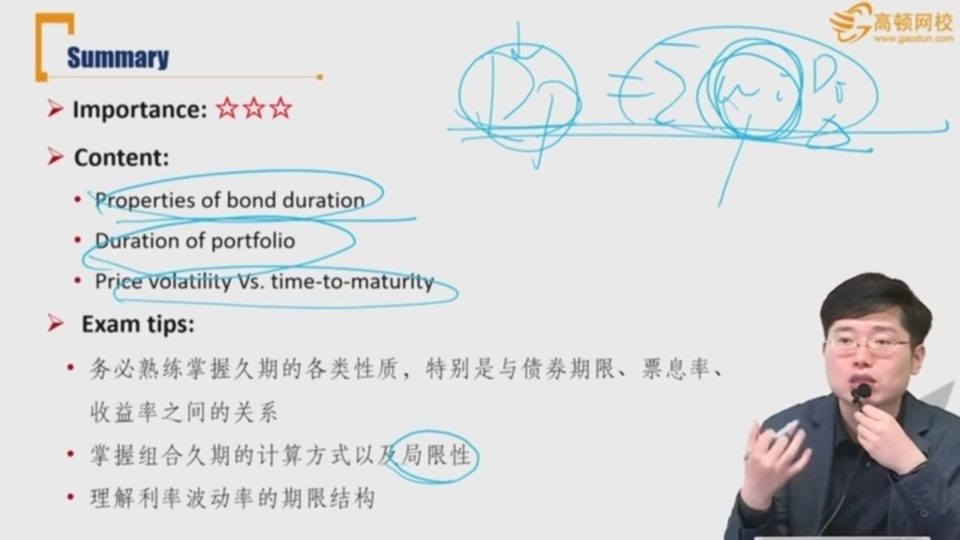 高顿网校
www.gaodun.com
Summary
Importance: ☆☆☆
Content:
• Properties of bond duration
• Duration of portfolio
• Price volatility Vs. time-to-maturity
Exam tips:
• 务必熟练掌握久期的各类性质，特别是与债券期限、票息率、
收益率之间的关系
• 掌握组合久期的计算方式以及局限性
• 理解利率波动率的期限结构